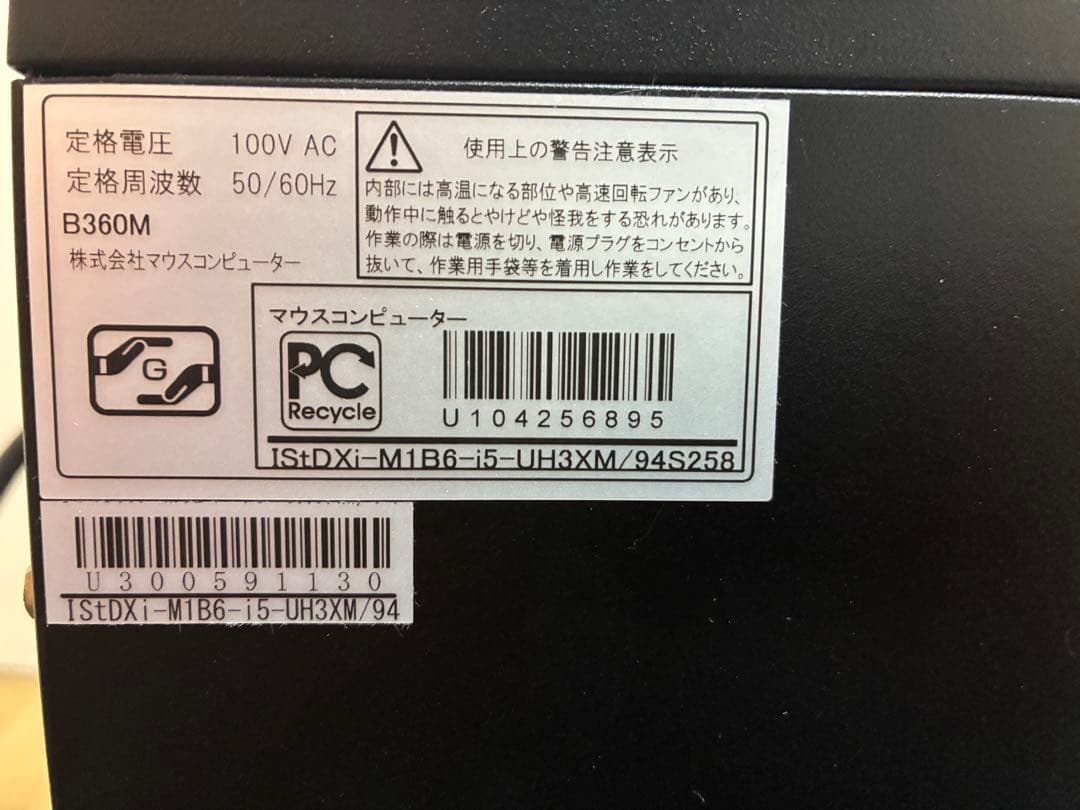 定格電圧 100V AC
定格周波数 50/60Hz
B360M
株式会社マウスコンピューター
使用上の警告注意表示
内部には高温になる部位や高速回転ファンがあり、
動作中に触るとやけどや怪我をする恐れがあります。
作業の際は電源を切り、電源プラグをコンセントから
抜いて、作業用手袋等を着用し作業をしてください。
G
マウスコンピューター
PC
Recycle
U104256895
IStDXi-M1B6-i5-UH3XM/94S258
U300591130
IStDXi-M1B6-i5-UH3XM/94